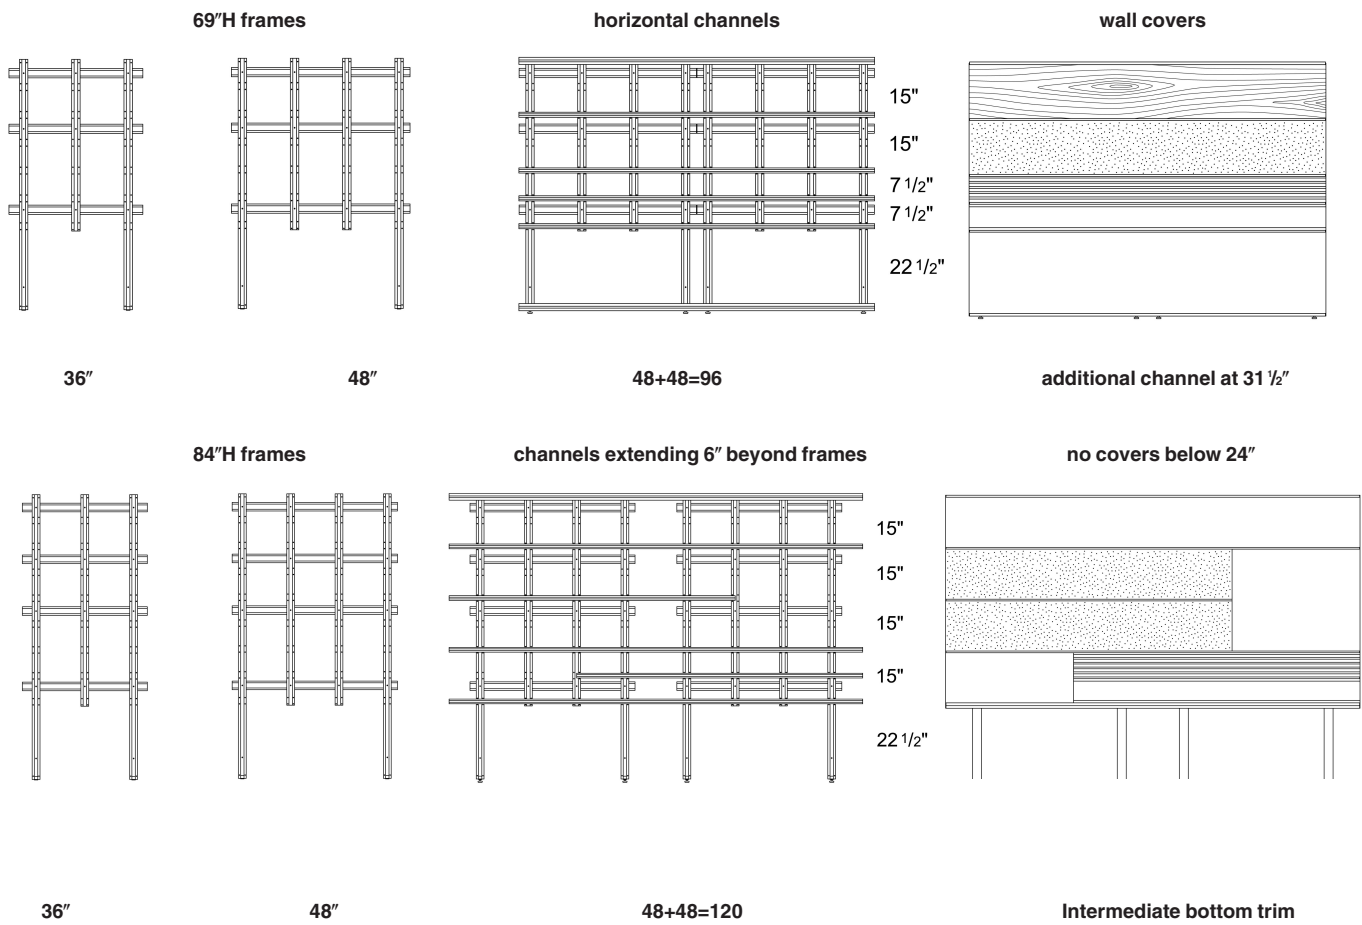 69″H frames
horizontal channels
wall covers
15"
15"
7 1/2"
7 1/2"
22 1/2"
36″
48″
48+48=96
additional channel at 31 ½″
84″H frames
channels extending 6″ beyond frames
no covers below 24″
15"
15"
15"
15"
22 1/2"
36″
48″
48+48=120
Intermediate bottom trim